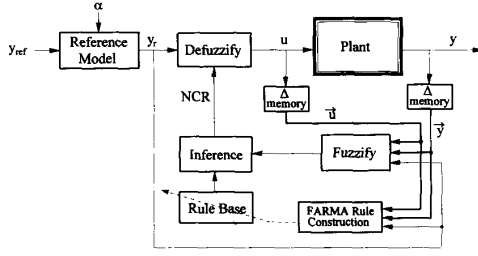 α
y_ref
Reference
Model
y_r
Defuzzify
u
Plant
y
NCR
Δ
memory
Δ
memory
u⃗
y⃗
Inference
Fuzzify
Rule Base
FARMA Rule
Construction